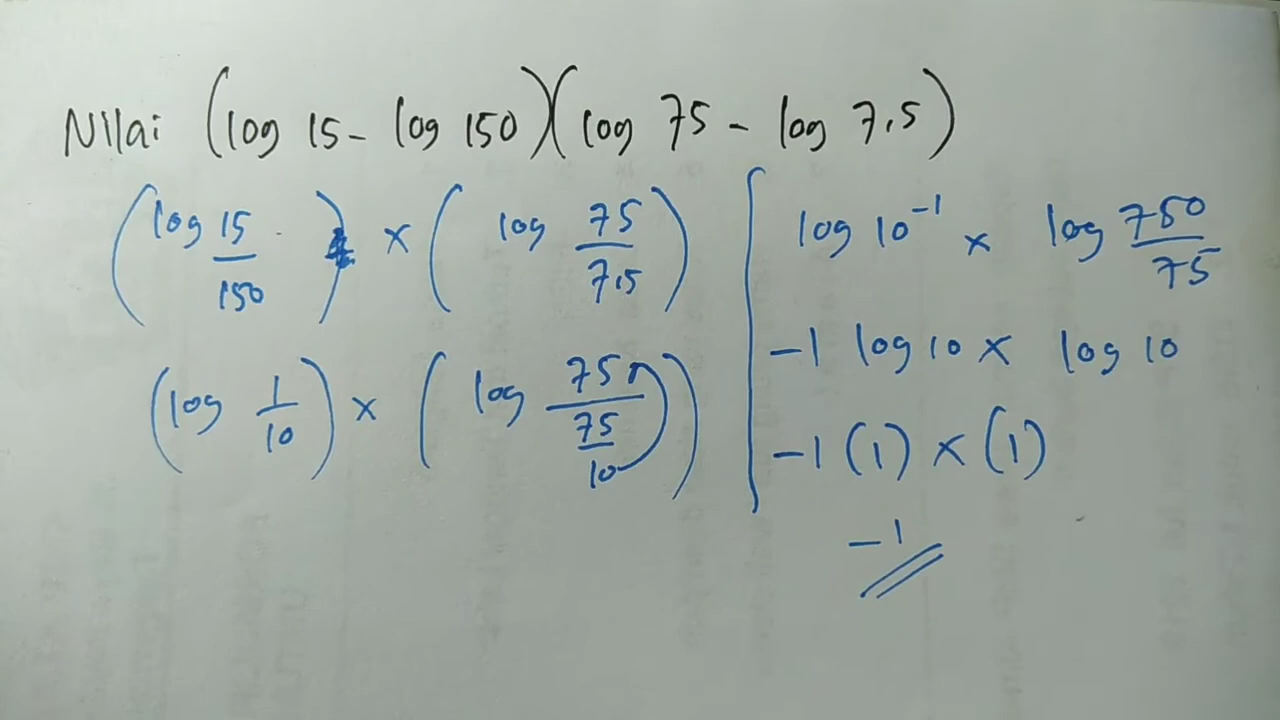 Nilai (log 15 - log 150)(log 75 - log 7,5)
(log 15/150) x (log 75/7,5)
(log 1/10) x (log 75/(75/10))
log 10^-1 x log 750/75
-1 log 10 x log 10
-1 (1) x (1)
-1